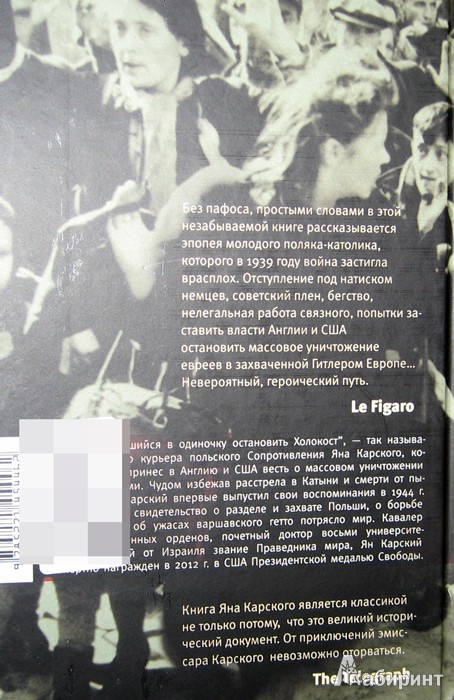 Без пафоса, простыми словами в этой
незабываемой книге рассказывается
эпопея молодого поляка-католика,
которого в 1939 году война застигла
врасплох. Отступление под натиском
немцев, советский плен, бегство,
нелегальная работа связного, попытки за-
ставить власти Англии и США
остановить массовое уничтожение
евреев в захваченной Гитлером Европе...
Невероятный, героический путь.
Le Figaro
шийся в одиночку остановить Холокост", — так называ-
о курьера польского Сопротивления Яна Карского, ко-
принес в Англию и США весть о массовом уничтожении
ми. Чудом избежав расстрела в Катыни и смерти от пы-
арский впервые выпустил свои воспоминания в 1944 г.
свидетельство о разделе и захвате Польши, о борьбе
об ужасах варшавского гетто потрясло мир. Кавалер
нных орденов, почетный доктор восьми университе-
й от Израиля звание Праведника мира, Ян Карский
награжден в 2012 г. в США Президентской медалью Свободы.
Книга Яна Карского является классикой
не только потому, что это великий истори-
ческий документ. От приключений эмис-
сара Карского невозможно оторваться.
The Telegraph
Лабиринт